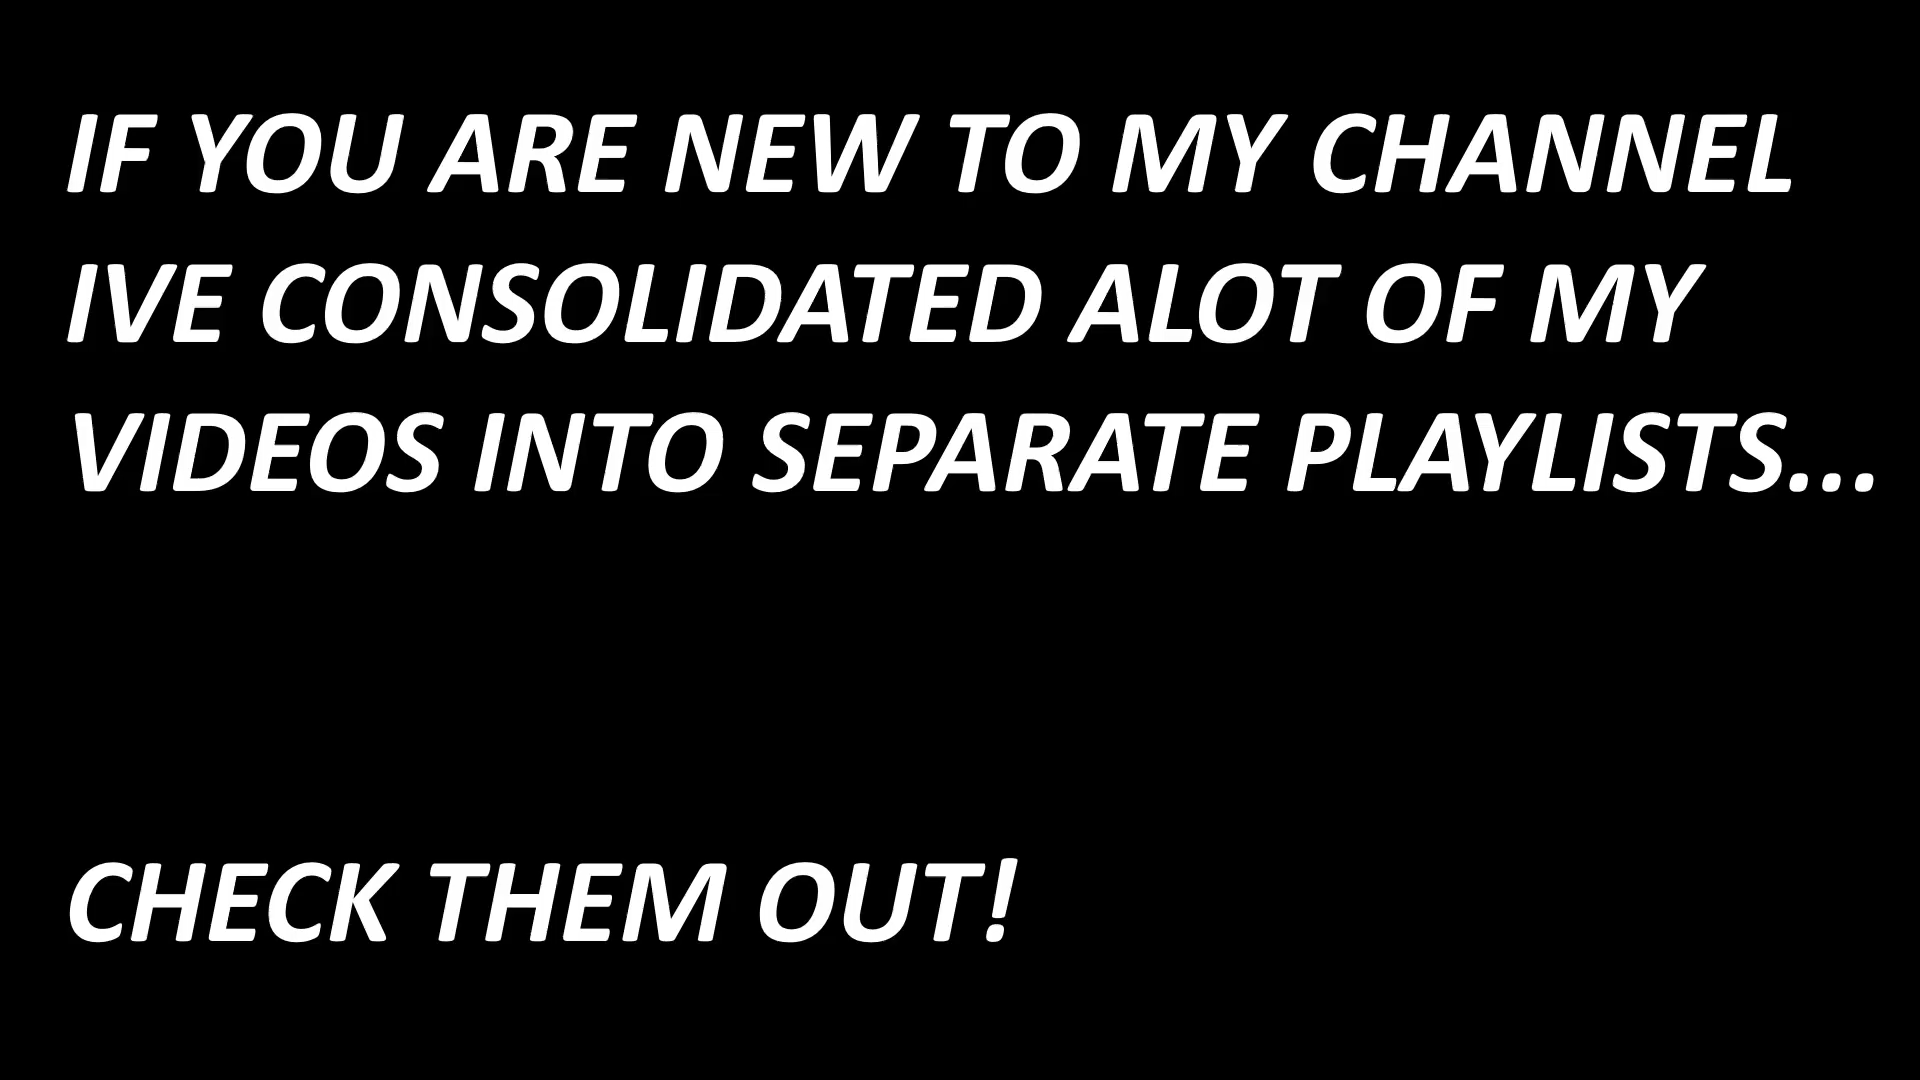 IF YOU ARE NEW TO MY CHANNEL
IVE CONSOLIDATED ALOT OF MY
VIDEOS INTO SEPARATE PLAYLISTS...
CHECK THEM OUT!